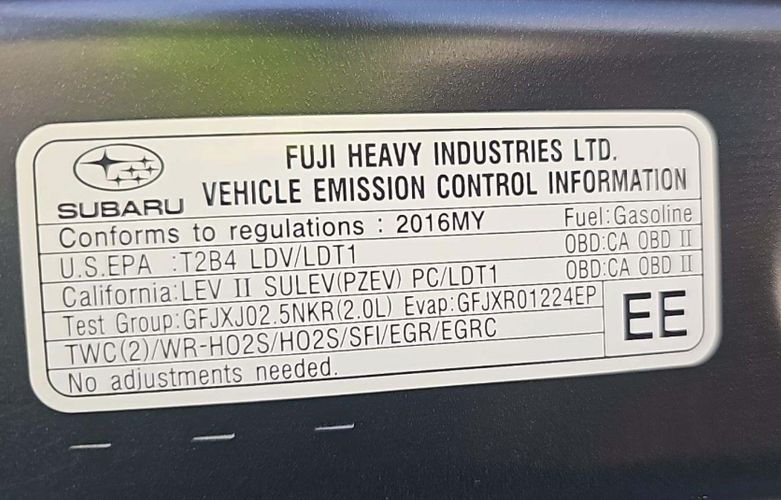 SUBARU
FUJI HEAVY INDUSTRIES LTD.
VEHICLE EMISSION CONTROL INFORMATION
Conforms to regulations : 2016MY Fuel:Gasoline
U.S.EPA :T2B4 LDV/LDT1 OBD:CA OBD II
California:LEV II SULEV(PZEV) PC/LDT1 OBD:CA OBD II
Test Group:GFJXJ02.5NKR(2.0L) Evap:GFJXR01224EP
TWC(2)/WR-HO2S/HO2S/SFI/EGR/EGRC
No adjustments needed.
EE